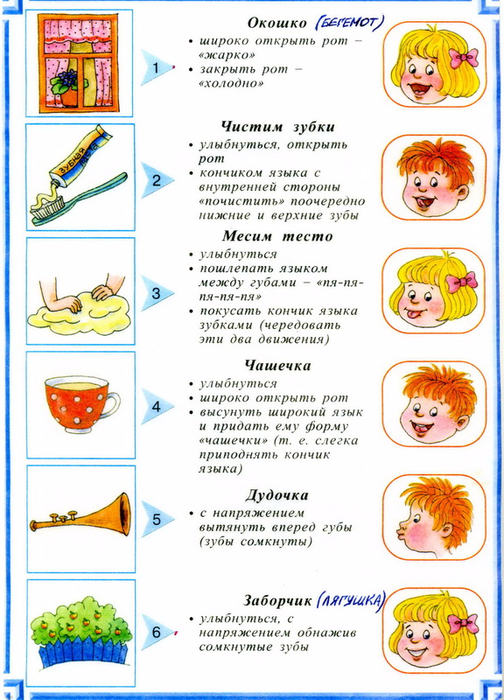 Окошко (БЕГЕМОТ)
• широко открыть рот –
«жарко»
• закрыть рот –
«холодно»
1
Чистим зубки
• улыбнуться, открыть
рот
• кончиком языка с
внутренней стороны
«почистить» поочередно
нижние и верхние зубы
ЗУБНАЯ
ПАСТА
2
Месим тесто
• улыбнуться
• пошлепать языком
между губами – «пя-пя-
пя-пя-пя»
• покусать кончик языка
зубками (чередовать
эти два движения)
3
Чашечка
• улыбнуться
• широко открыть рот
• высунуть широкий язык
и придать ему форму
«чашечки» (т. е. слегка
приподнять кончик
языка)
4
Дудочка
• с напряжением
вытянуть вперед губы
(зубы сомкнуты)
5
Заборчик (ЛЯГУШКА)
• улыбнуться, с
напряжением обнажив
сомкнутые зубы
6